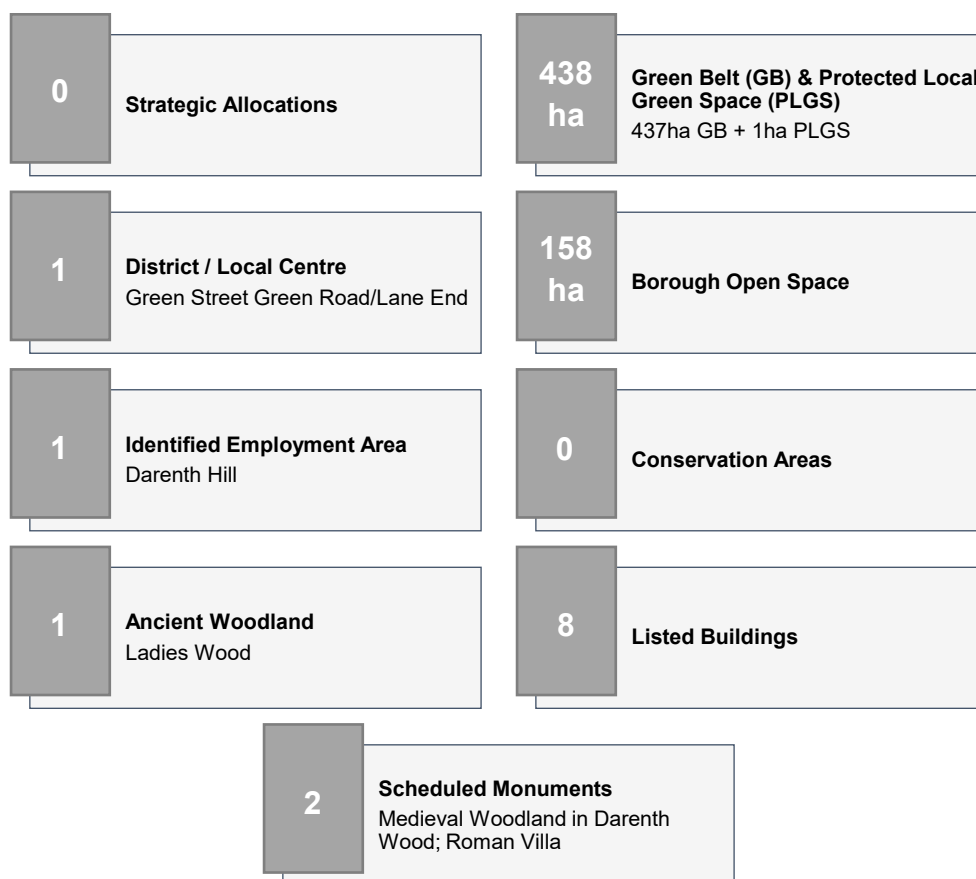 0
Strategic Allocations
438
ha
Green Belt (GB) & Protected Local
Green Space (PLGS)
437ha GB + 1ha PLGS
1
District / Local Centre
Green Street Green Road/Lane End
158
ha
Borough Open Space
1
Identified Employment Area
Darenth Hill
0
Conservation Areas
1
Ancient Woodland
Ladies Wood
8
Listed Buildings
2
Scheduled Monuments
Medieval Woodland in Darenth
Wood; Roman Villa